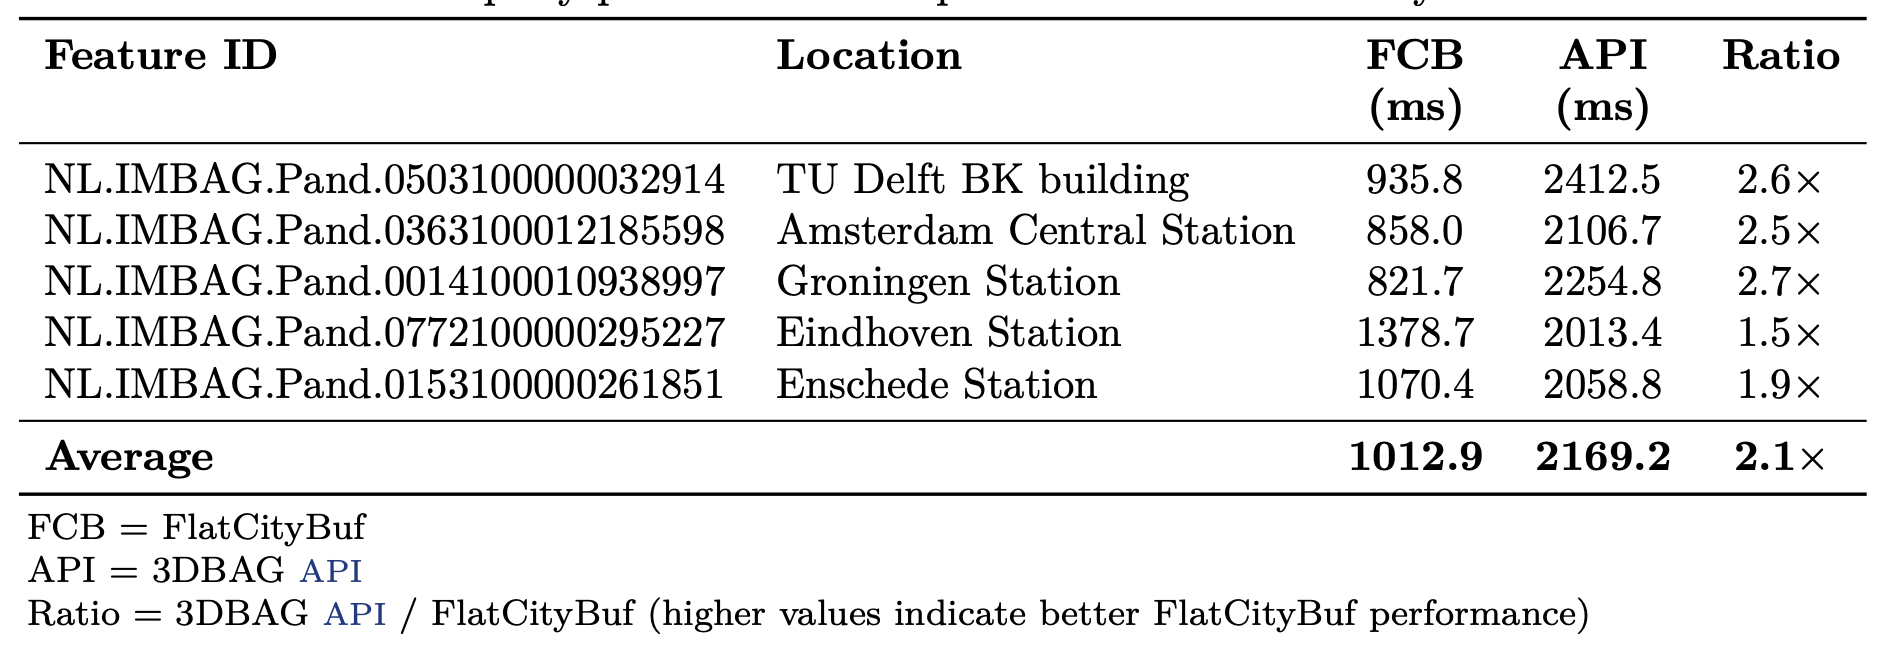 Feature ID Location FCB API Ratio
(ms) (ms)
NL.IMBAG.Pand.0503100000032914 TU Delft BK building 935.8 2412.5 2.6×
NL.IMBAG.Pand.0363100012185598 Amsterdam Central Station 858.0 2106.7 2.5×
NL.IMBAG.Pand.0014100010938997 Groningen Station 821.7 2254.8 2.7×
NL.IMBAG.Pand.0772100000295227 Eindhoven Station 1378.7 2013.4 1.5×
NL.IMBAG.Pand.0153100000261851 Enschede Station 1070.4 2058.8 1.9×
Average 1012.9 2169.2 2.1×
FCB = FlatCityBuf
API = 3DBAG API
Ratio = 3DBAG API / FlatCityBuf (higher values indicate better FlatCityBuf performance)